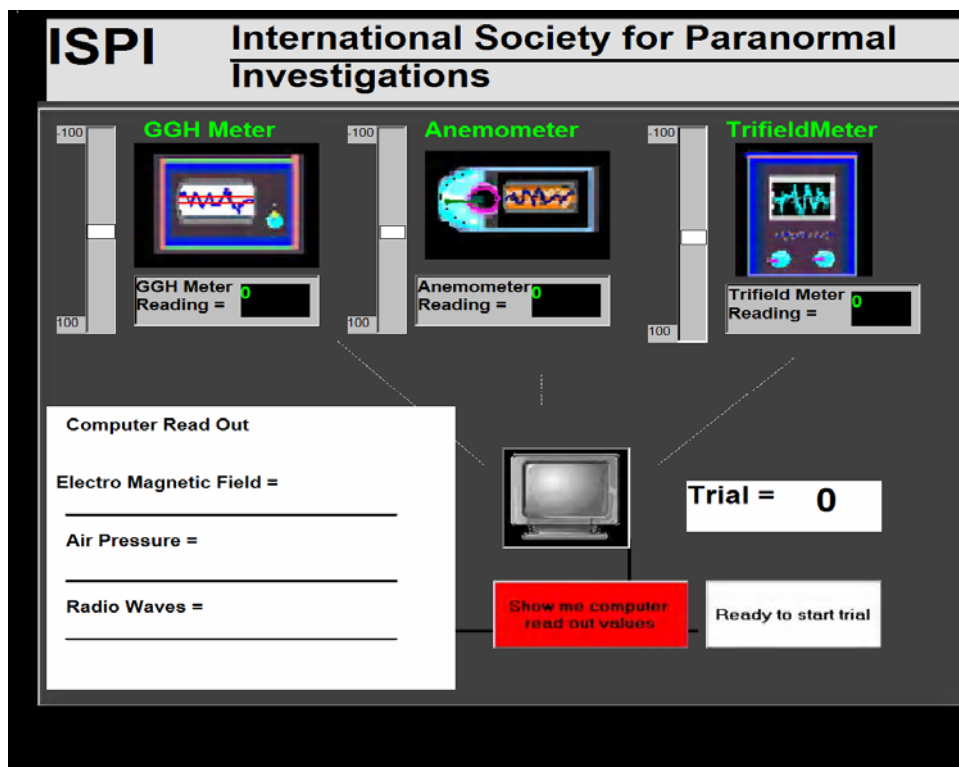 ISPI
International Society for Paranormal
Investigations
-100
GGH Meter
-100
Anemometer
-100
TrifieldMeter
GGH Meter
Reading =
0
Anemometer
Reading =
0
Trifield Meter
Reading =
0
100
100
100
Computer Read Out
Electro Magnetic Field =
Air Pressure =
Radio Waves =
Trial =
0
Show me computer
read out values
Ready to start trial